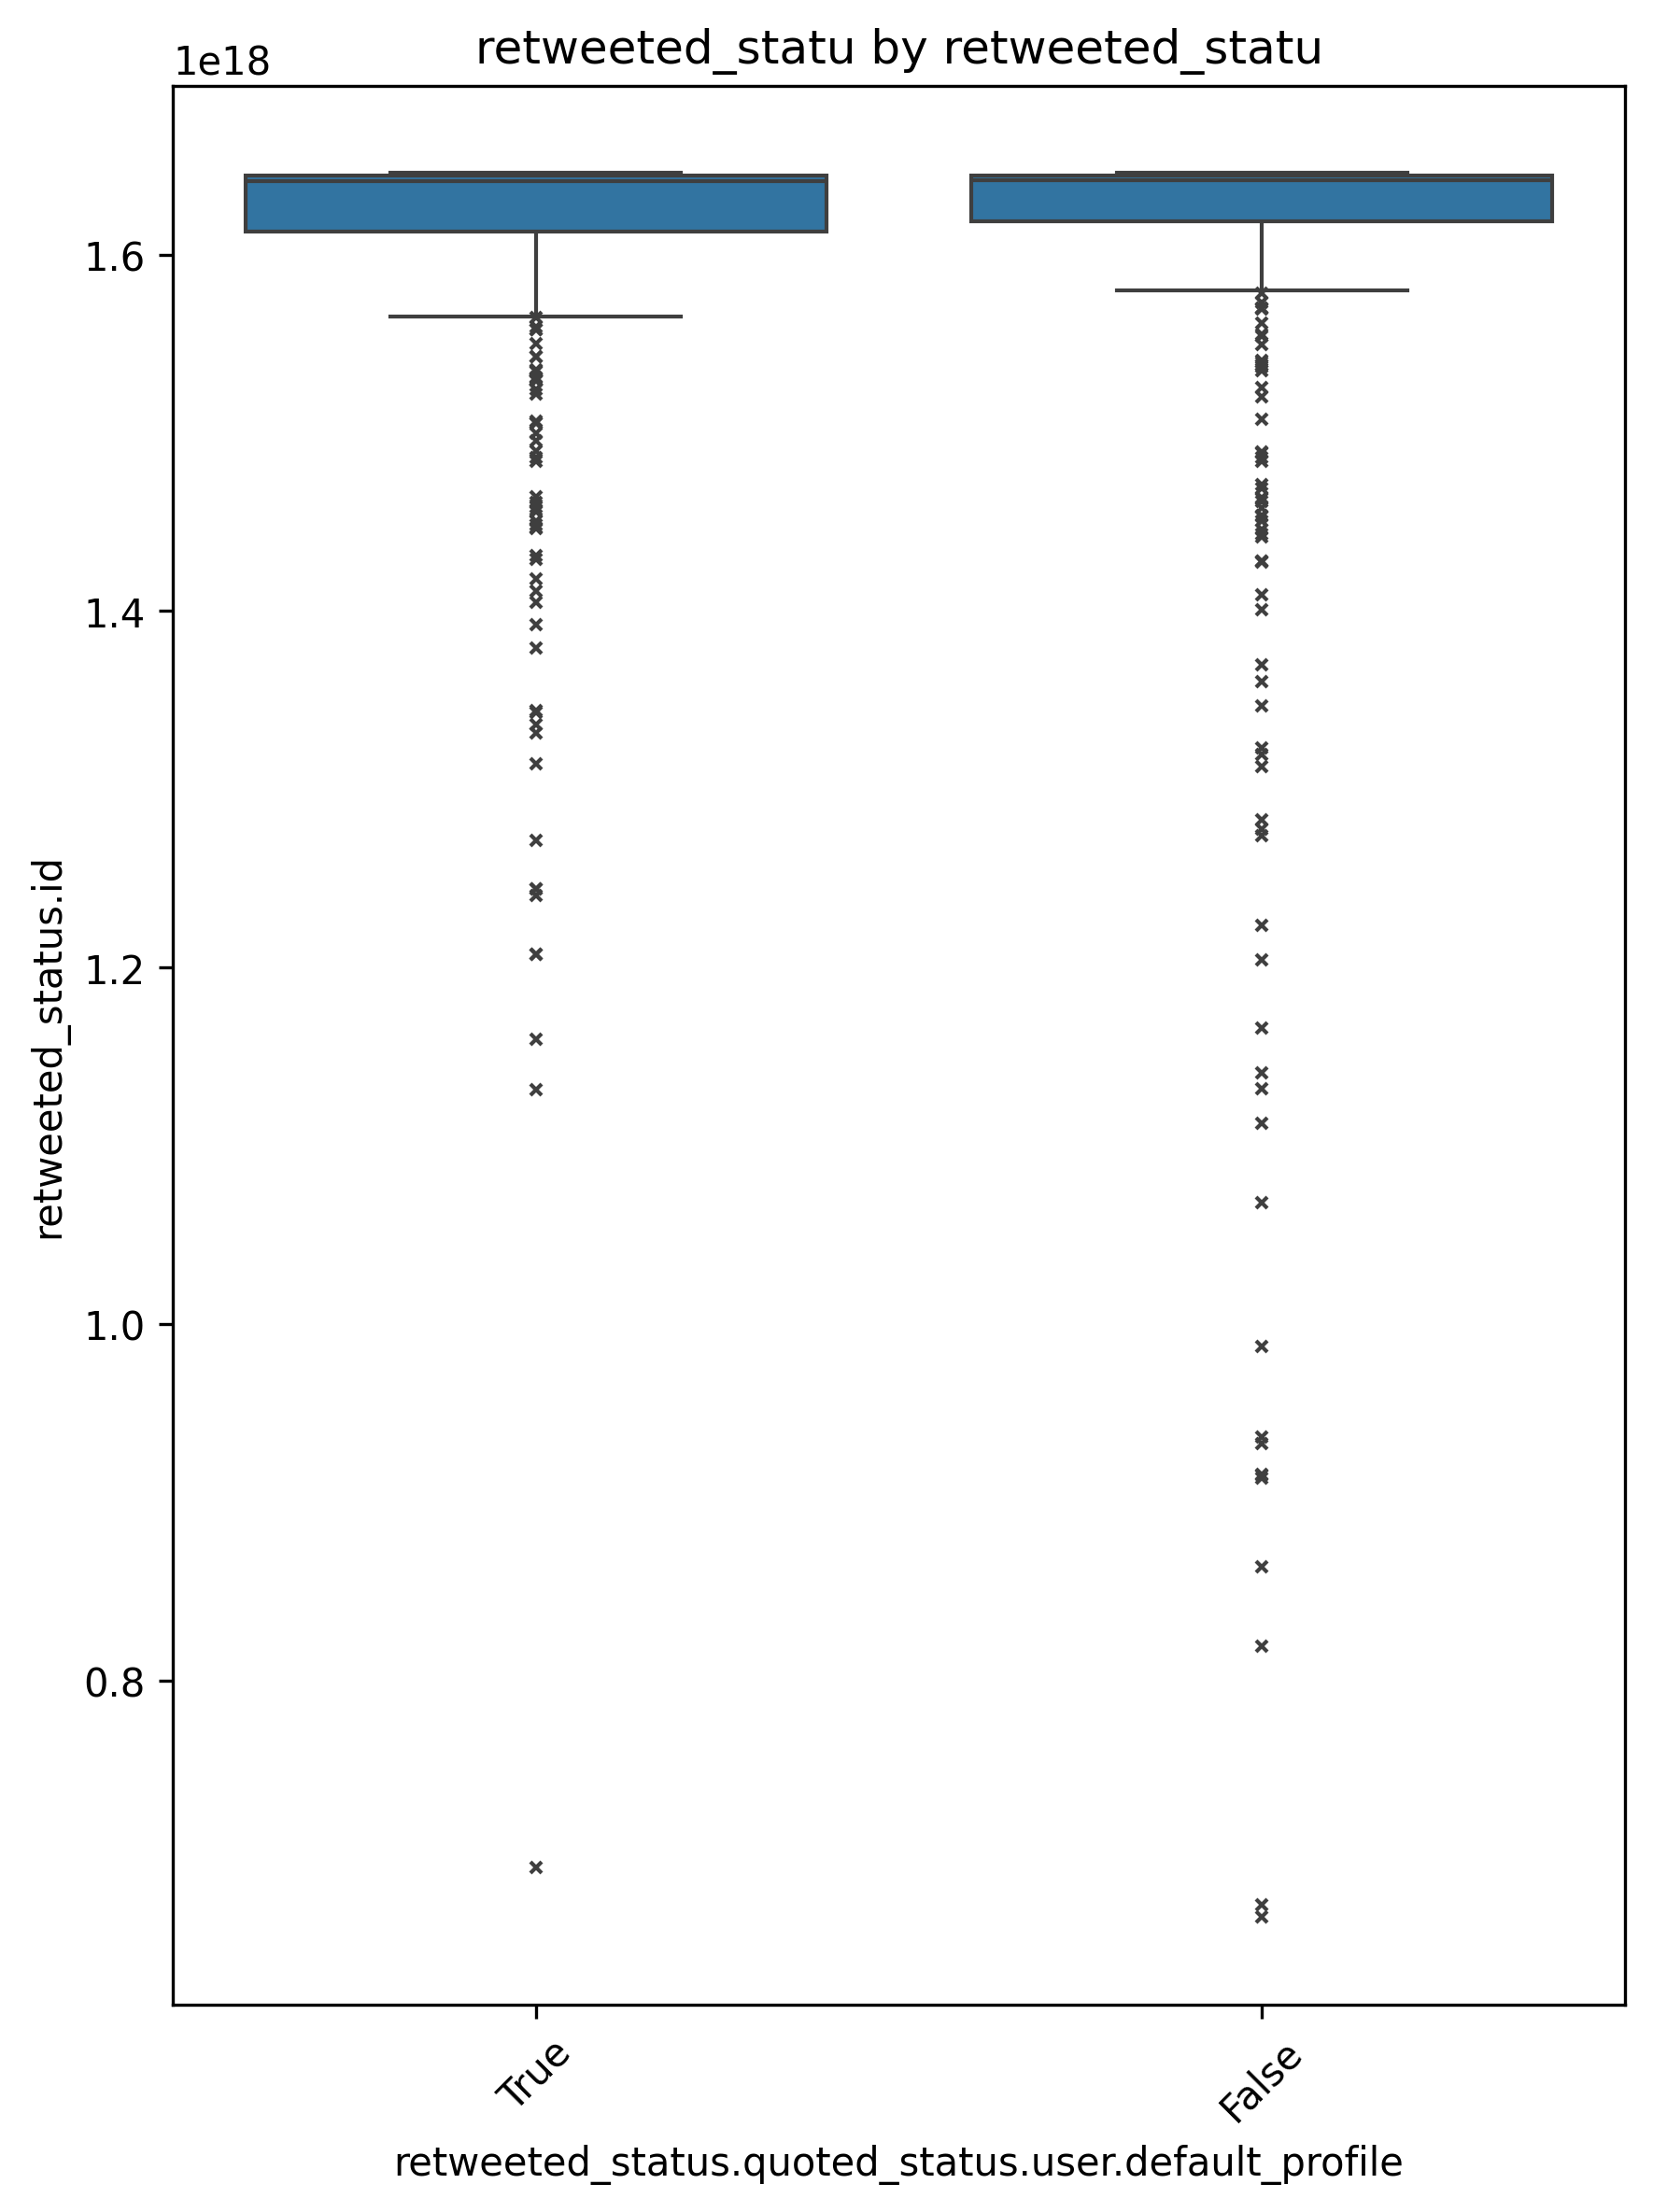 retweeted_statu by retweeted_statu
1e18
1.6
1.4
1.2
1.0
0.8
retweeted_status.id
True
False
retweeted_status.quoted_status.user.default_profile